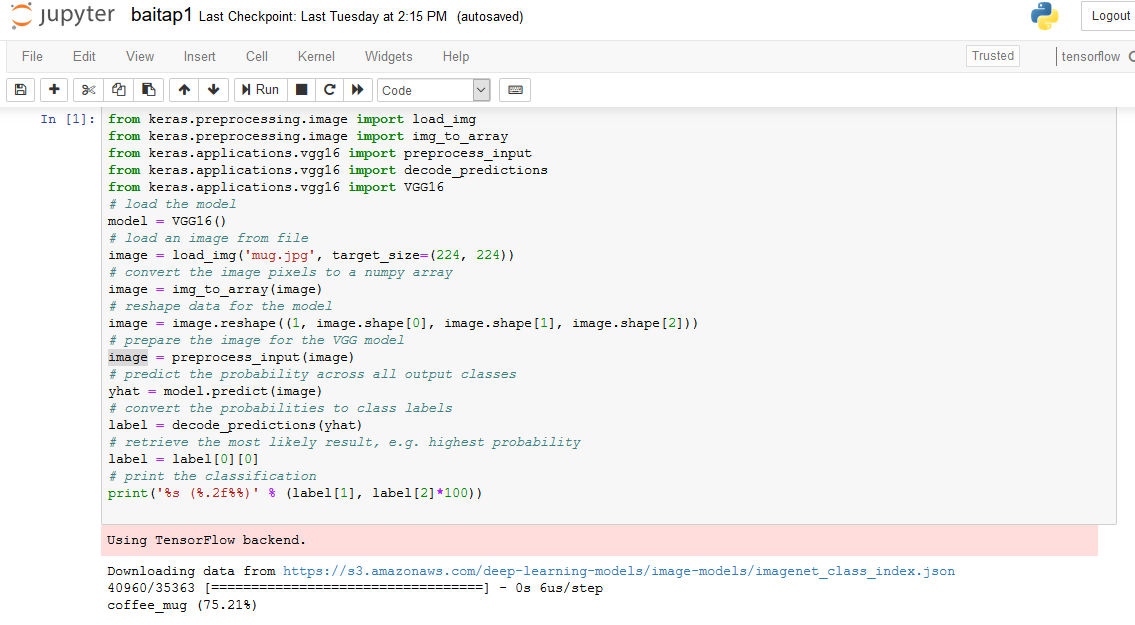 jupyter baitap1 Last Checkpoint: Last Tuesday at 2:15 PM (autosaved) Logout
File Edit View Insert Cell Kernel Widgets Help Trusted tensorflow
Run Code
In [1]:
from keras.preprocessing.image import load_img
from keras.preprocessing.image import img_to_array
from keras.applications.vgg16 import preprocess_input
from keras.applications.vgg16 import decode_predictions
from keras.applications.vgg16 import VGG16
# load the model
model = VGG16()
# load an image from file
image = load_img('mug.jpg', target_size=(224, 224))
# convert the image pixels to a numpy array
image = img_to_array(image)
# reshape data for the model
image = image.reshape((1, image.shape[0], image.shape[1], image.shape[2]))
# prepare the image for the VGG model
image = preprocess_input(image)
# predict the probability across all output classes
yhat = model.predict(image)
# convert the probabilities to class labels
label = decode_predictions(yhat)
# retrieve the most likely result, e.g. highest probability
label = label[0][0]
# print the classification
print('%s (%.2f%%)' % (label[1], label[2]*100))
Using TensorFlow backend.
Downloading data from https://s3.amazonaws.com/deep-learning-models/image-models/imagenet_class_index.json
40960/35363 [==================================] - 0s 6us/step
coffee_mug (75.21%)